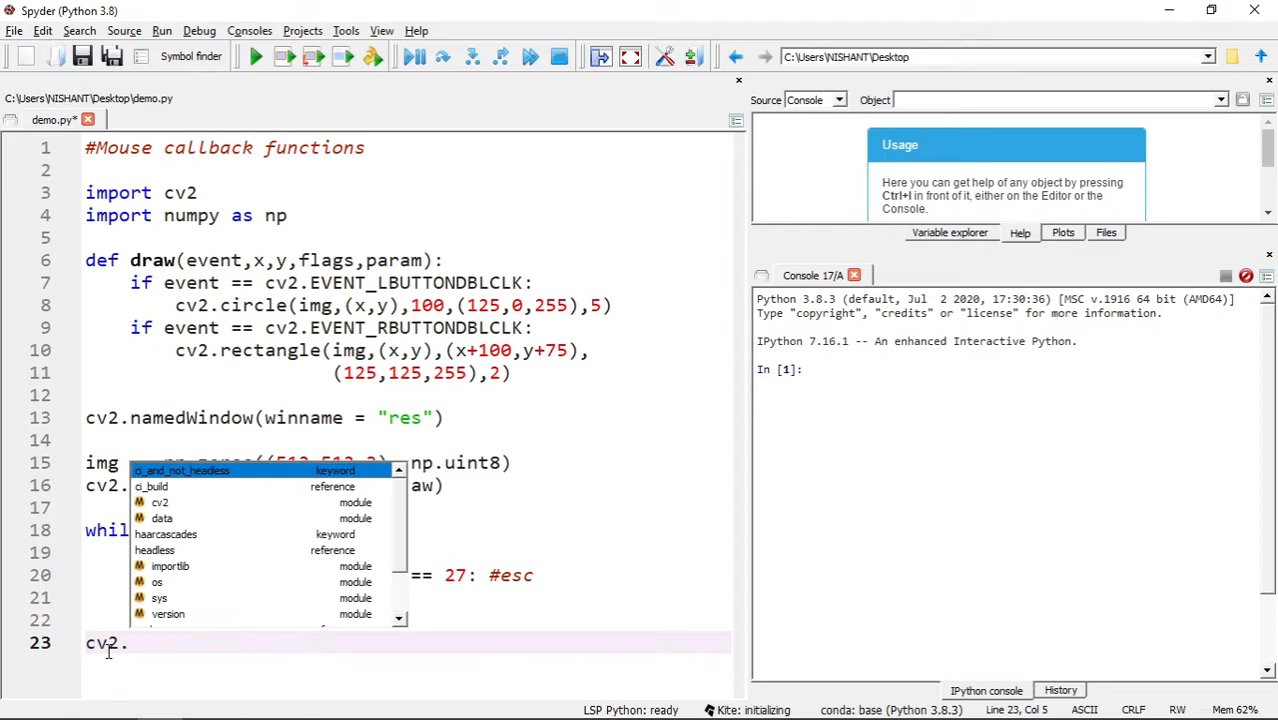 Spyder (Python 3.8)
File Edit Search Source Run Debug Consoles Projects Tools View Help
Symbol finder
C:\Users\NISHANT\Desktop
C:\Users\NISHANT\Desktop\demo.py
demo.py*
1 #Mouse callback functions
2
3 import cv2
4 import numpy as np
5
6 def draw(event,x,y,flags,param):
7 if event == cv2.EVENT_LBUTTONDBLCLK:
8 cv2.circle(img,(x,y),100,(125,0,255),5)
9 if event == cv2.EVENT_RBUTTONDBLCLK:
10 cv2.rectangle(img,(x,y),(x+100,y+75),
11 (125,125,255),2)
12
13 cv2.namedWindow(winname = "res")
14
15 img np.uint8)
16 cv2. aw)
17
18 whil
19
20 == 27: #esc
21
22
23 cv2.
ci_and_not_headless keyword
ci_build reference
M cv2 module
M data module
haarcascades keyword
headless reference
M importlib module
M os module
M sys module
M version module
Source Console Object
Usage
Here you can get help of any object by pressing
Ctrl+I in front of it, either on the Editor or the
Console.
Variable explorer Help Plots Files
Console 17/A
Python 3.8.3 (default, Jul 2 2020, 17:30:36) [MSC v.1916 64 bit (AMD64)]
Type "copyright", "credits" or "license" for more information.
IPython 7.16.1 -- An enhanced Interactive Python.
In [1]:
IPython console History
LSP Python: ready Kite: initializing conda: base (Python 3.8.3) Line 23, Col 5 ASCII CRLF RW Mem 62%